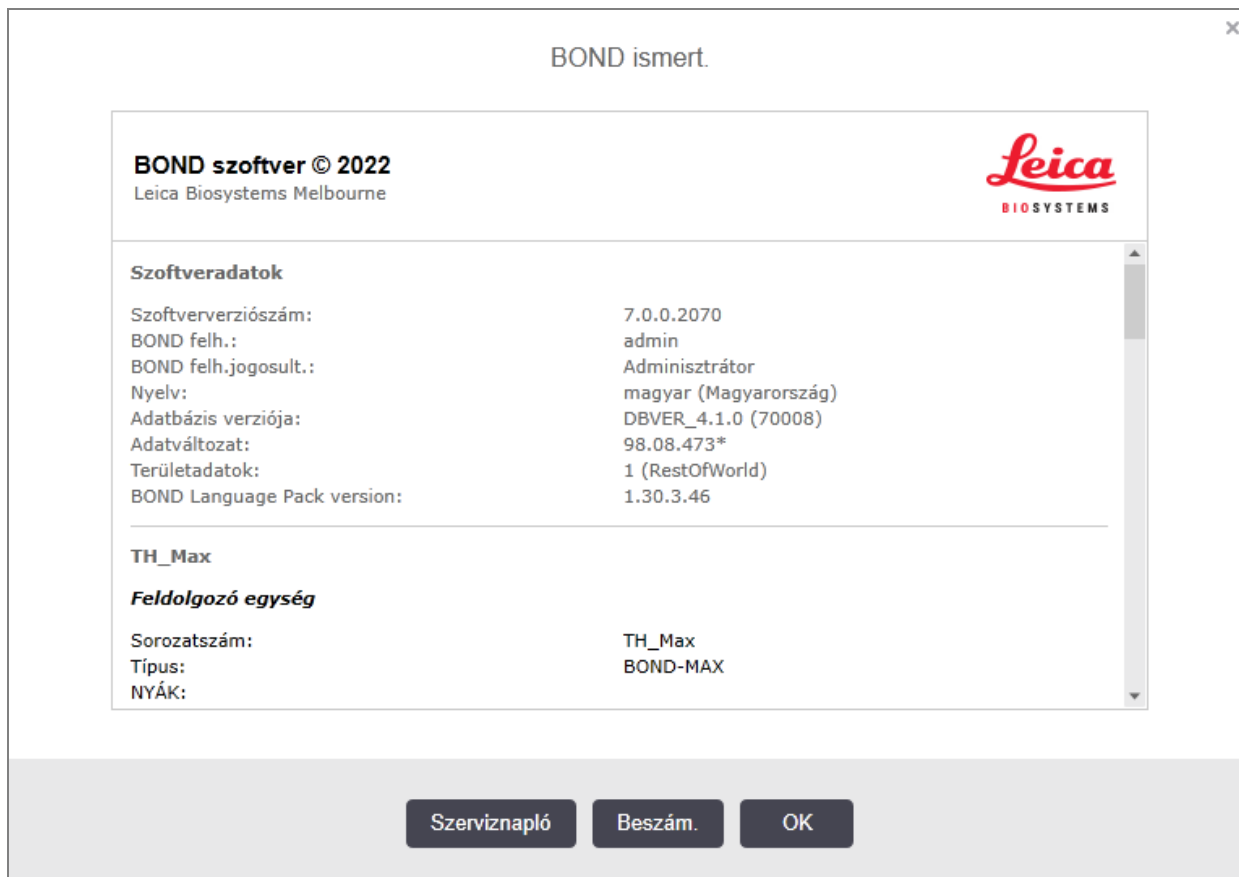 BOND ismert.
BOND szoftver © 2022
Leica Biosystems Melbourne
Leica
BIOSYSTEMS
Szoftveradatok
Szoftververziószám: 7.0.0.2070
BOND felh.: admin
BOND felh.jogosult.: Adminisztrátor
Nyelv: magyar (Magyarország)
Adatbázis verziója: DBVER_4.1.0 (70008)
Adatváltozat: 98.08.473*
Területadatok: 1 (RestOfWorld)
BOND Language Pack version: 1.30.3.46
TH_Max
Feldolgozó egység
Sorozatszám: TH_Max
Típus: BOND-MAX
NYÁK:
Szerviznapló Beszám. OK